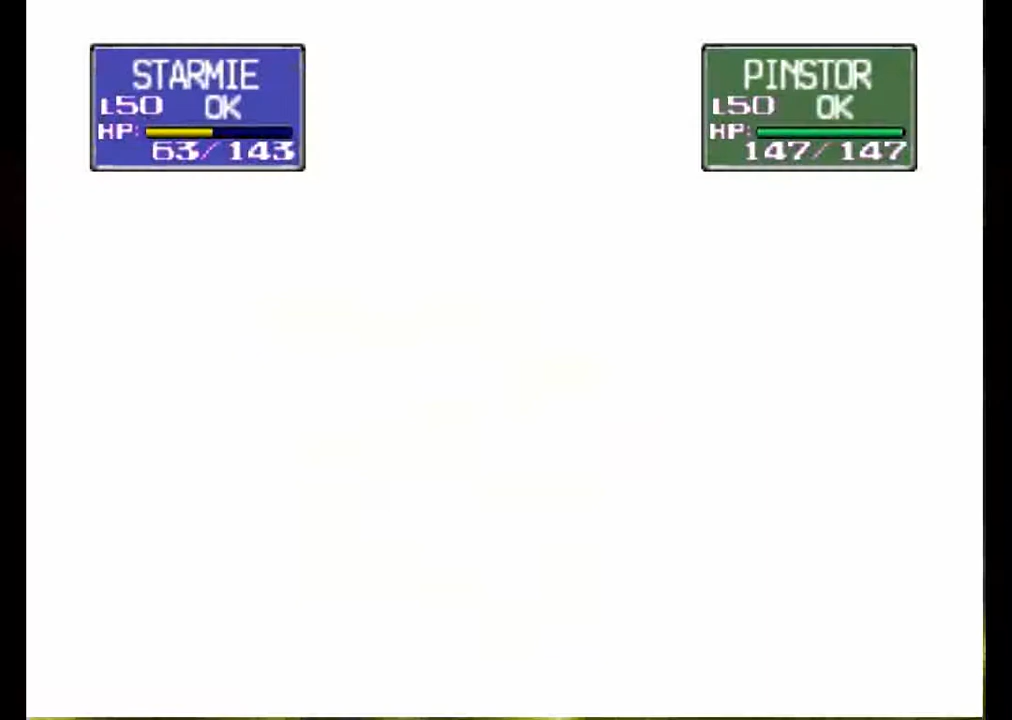 STARMIE
L50 OK
HP:
63/143
PINSTOR
L50 OK
HP:
147/147